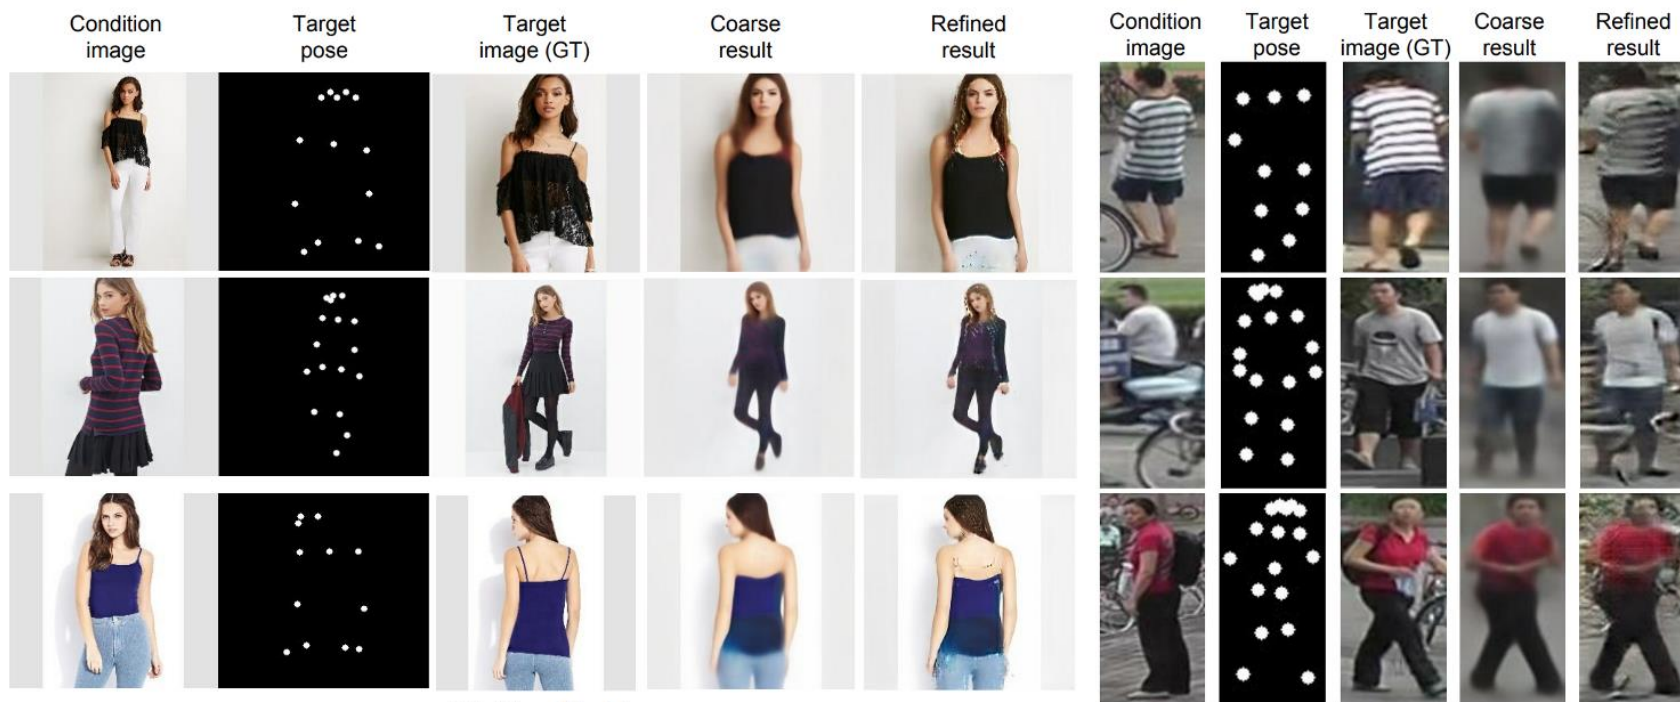 Condition
image
Target
pose
Target
image (GT)
Coarse
result
Refined
result
Condition
image
Target
pose
Target
image (GT)
Coarse
result
Refined
result